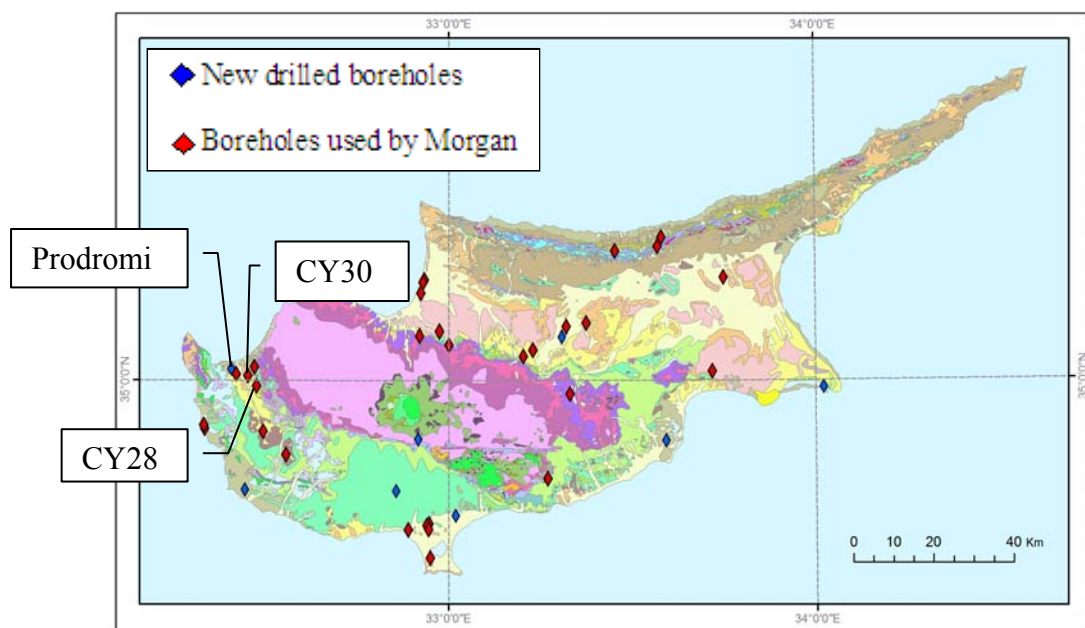 33°0'0"E
34°0'0"E
New drilled boreholes
Boreholes used by Morgan
Prodromi
CY30
CY28
35°0'0"N
35°0'0"N
0 10 20 40 Km
33°0'0"E
34°0'0"E